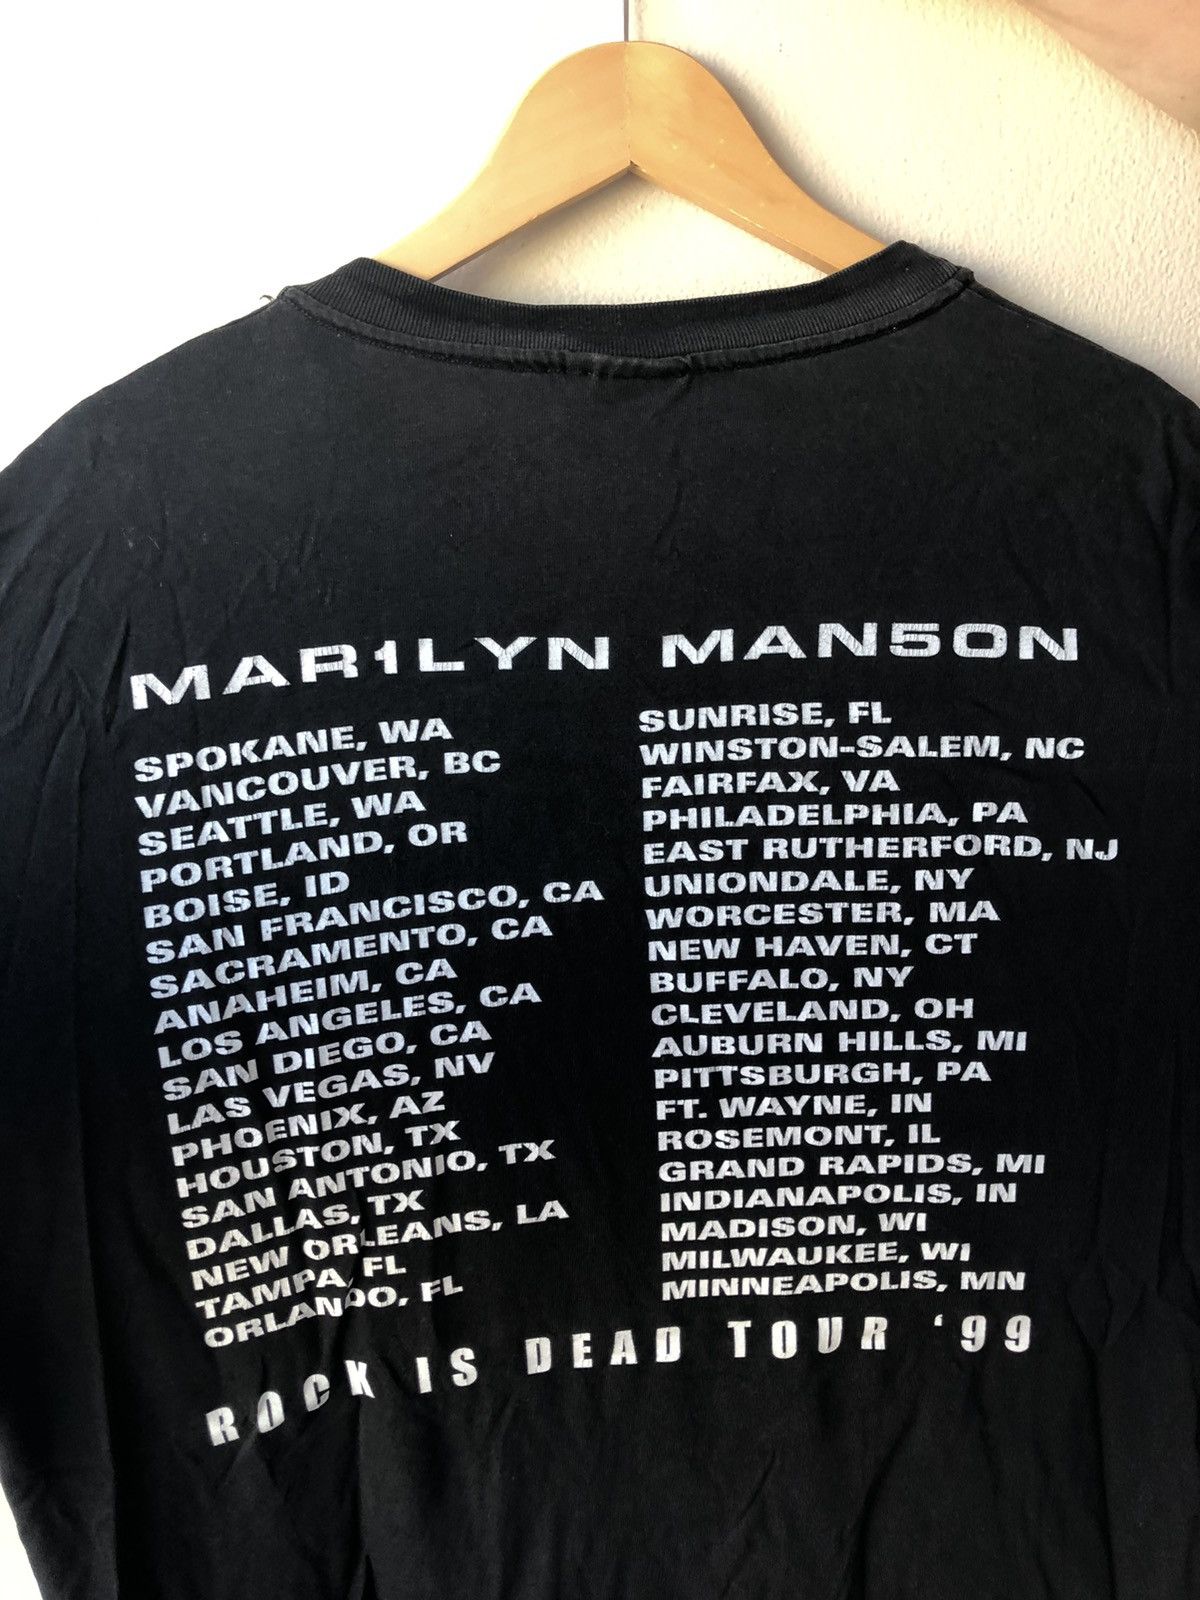 MAR1LYN MAN5ON
SPOKANE, WA
VANCOUVER, BC
SEATTLE, WA
PORTLAND, OR
BOISE, ID
SAN FRANCISCO, CA
SACRAMENTO, CA
ANAHEIM, CA
LOS ANGELES, CA
SAN DIEGO, CA
LAS VEGAS, NV
PHOENIX, AZ
HOUSTON, TX
SAN ANTONIO, TX
DALLAS, TX
NEW ORLEANS, LA
TAMPA, FL
ORLANDO, FL
SUNRISE, FL
WINSTON-SALEM, NC
FAIRFAX, VA
PHILADELPHIA, PA
EAST RUTHERFORD, NJ
UNIONDALE, NY
WORCESTER, MA
NEW HAVEN, CT
BUFFALO, NY
CLEVELAND, OH
AUBURN HILLS, MI
PITTSBURGH, PA
FT. WAYNE, IN
ROSEMONT, IL
GRAND RAPIDS, MI
INDIANAPOLIS, IN
MADISON, WI
MILWAUKEE, WI
MINNEAPOLIS, MN
ROCK IS DEAD TOUR '99